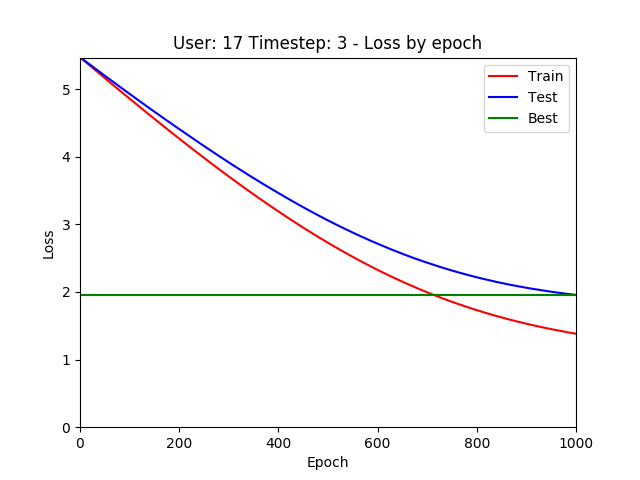 User: 17 Timestep: 3 - Loss by epoch
Train
Test
Best
5
4
3
2
1
0
Loss
0 200 400 600 800 1000
Epoch